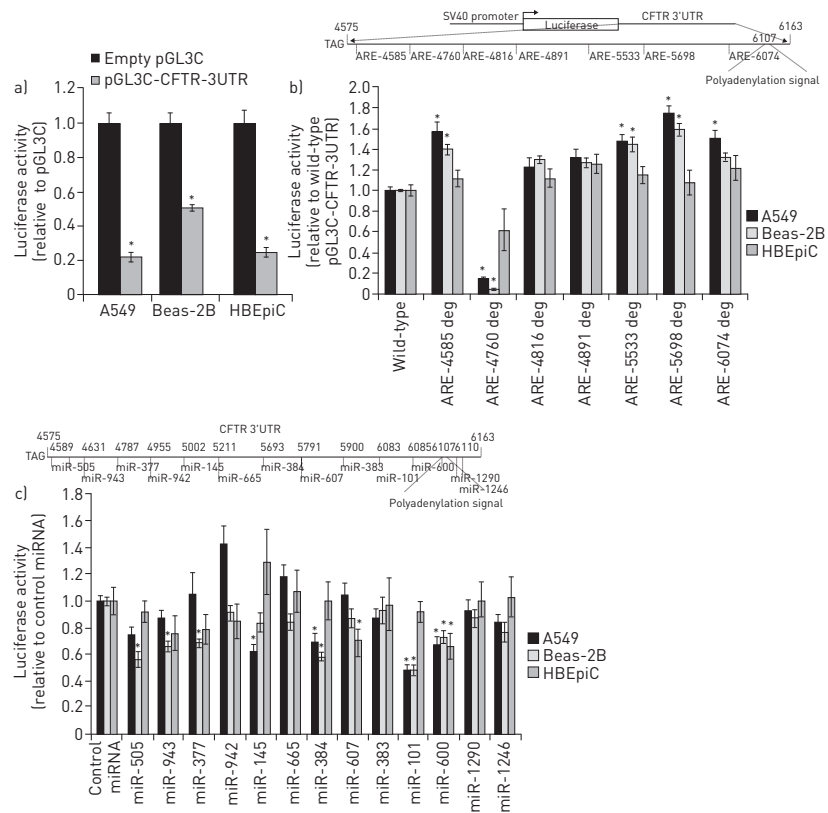 SV40 promoter
Luciferase
CFTR 3'UTR
4575
6163
6107
TAG
ARE-4585 ARE-4760 ARE-4816 ARE-4891 ARE-5533 ARE-5698 ARE-6074
Polyadenylation signal
Empty pGL3C
pGL3C-CFTR-3UTR
a)
Luciferase activity
(relative to pGL3C)
1.2
1.0
0.8
0.6
0.4
0.2
0
*
*
*
A549 Beas-2B HBEpiC
b)
Luciferase activity
(relative to wild-type
pGL3C-CFTR-3UTR)
2.0
1.8
1.6
1.4
1.2
1.0
0.8
0.6
0.4
0.2
0
* * * * * * * * * *
A549
Beas-2B
HBEpiC
Wild-type
ARE-4585 deg
ARE-4760 deg
ARE-4816 deg
ARE-4891 deg
ARE-5533 deg
ARE-5698 deg
ARE-6074 deg
CFTR 3'UTR
4575
6163
4589 4631 4787 4955 5002 5211 5693 5791 5900 6083 6085 6107 6110
TAG
miR-505 miR-377 miR-145 miR-384 miR-383 miR-600 miR-1290
miR-943 miR-942 miR-665 miR-607 miR-101 miR-1246
Polyadenylation signal
c)
Luciferase activity
(relative to control miRNA)
1.8
1.6
1.4
1.2
1.0
0.8
0.6
0.4
0.2
0
* * * * * * * * * * * *
A549
Beas-2B
HBEpiC
Control
miRNA
miR-505
miR-943
miR-377
miR-942
miR-145
miR-665
miR-384
miR-607
miR-383
miR-101
miR-600
miR-1290
miR-1246